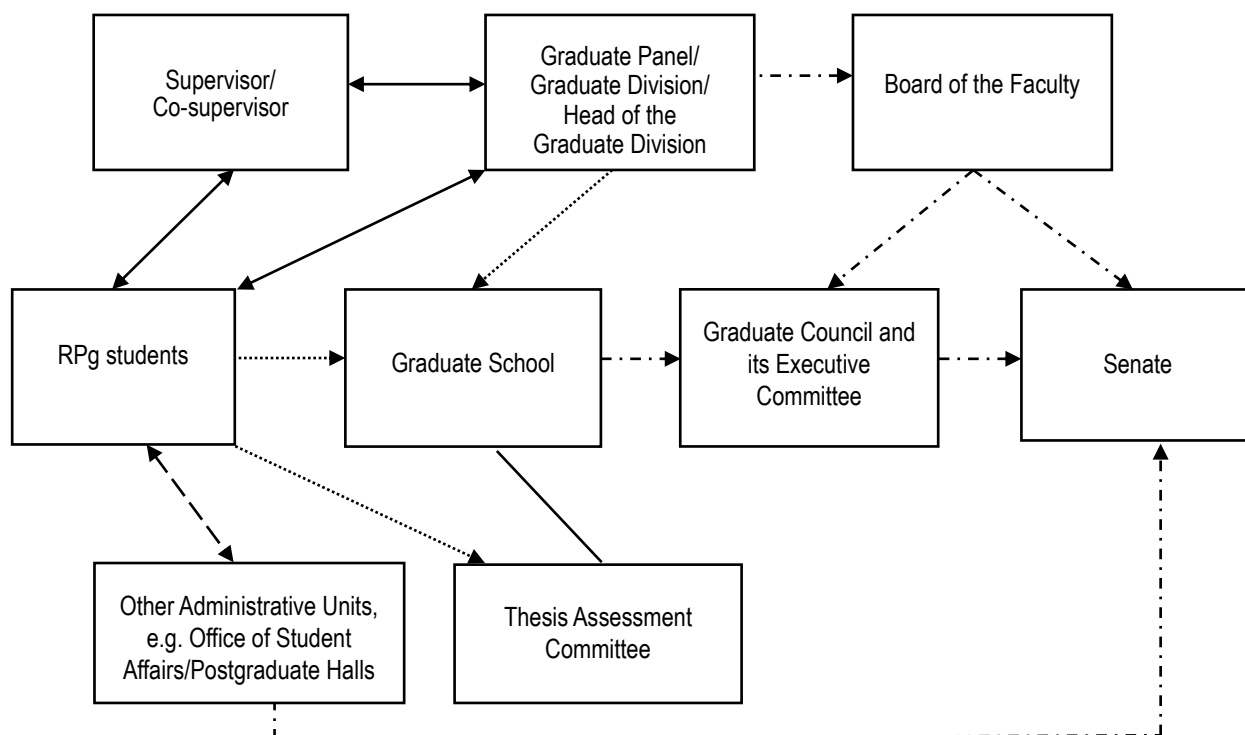 Supervisor/
Co-supervisor
Graduate Panel/
Graduate Division/
Head of the
Graduate Division
Board of the Faculty
RPg students
Graduate School
Graduate Council and
its Executive
Committee
Senate
Other Administrative Units,
e.g. Office of Student
Affairs/Postgraduate Halls
Thesis Assessment
Committee